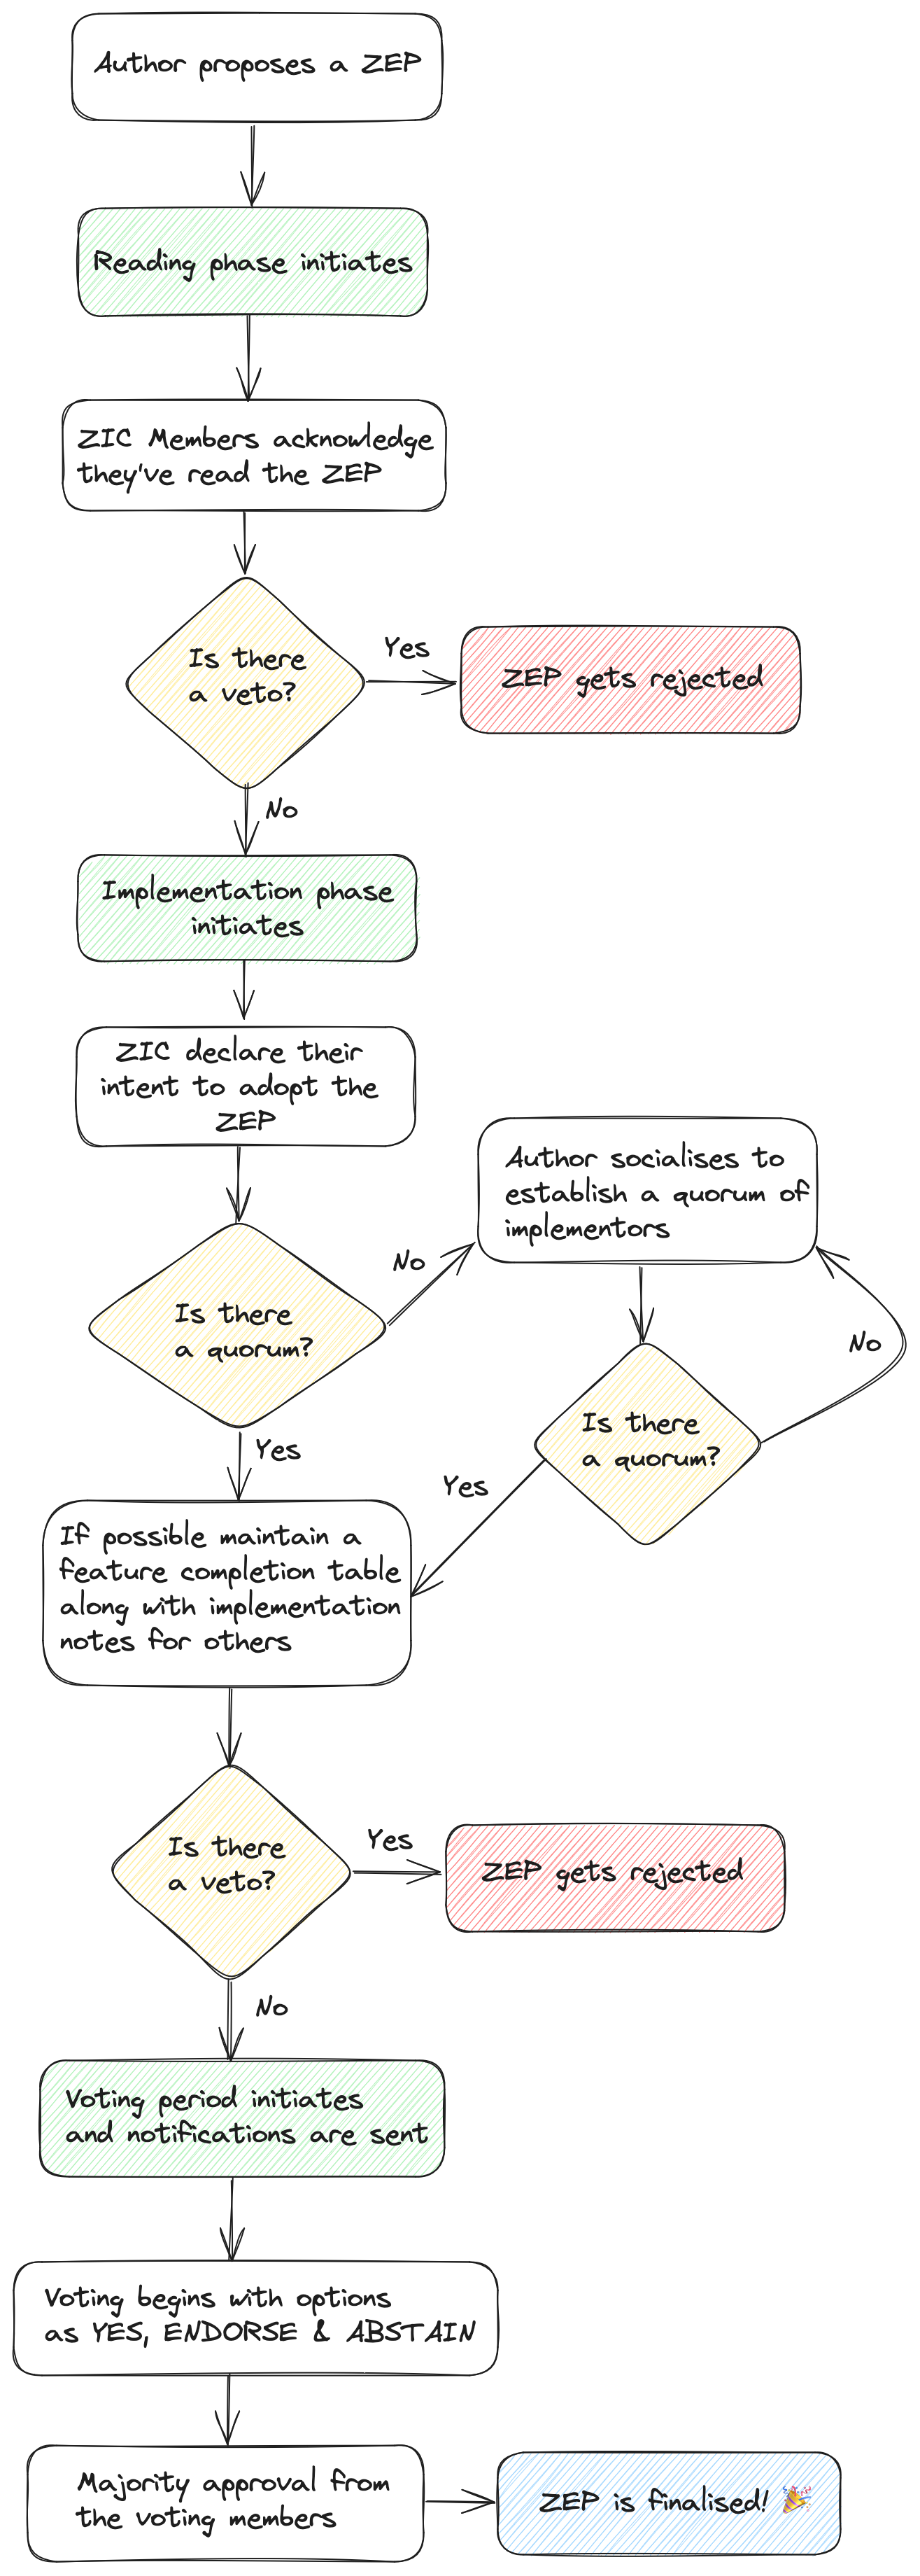 Author proposes a ZEP
Reading phase initiates
ZIC Members acknowledge
they've read the ZEP
Is there
a veto?
Yes
ZEP gets rejected
No
Implementation phase
initiates
ZIC declare their
intent to adopt the
ZEP
Author socialises to
establish a quorum of
implementors
No
Is there
a quorum?
No
Is there
a quorum?
Yes
Yes
If possible maintain a
feature completion table
along with implementation
notes for others
Is there
a veto?
Yes
ZEP gets rejected
No
Voting period initiates
and notifications are sent
Voting begins with options
as YES, ENDORSE & ABSTAIN
Majority approval from
the voting members
ZEP is finalised! 🎉